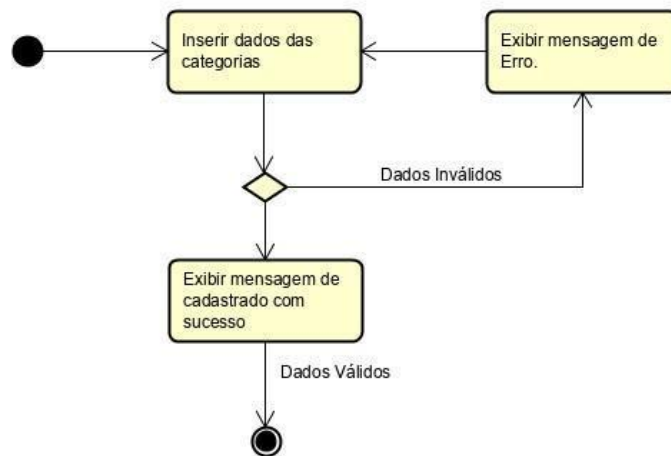 Inserir dados das
categorias
Exibir mensagem de
Erro.
Dados Inválidos
Exibir mensagem de
cadastrado com
sucesso
Dados Válidos